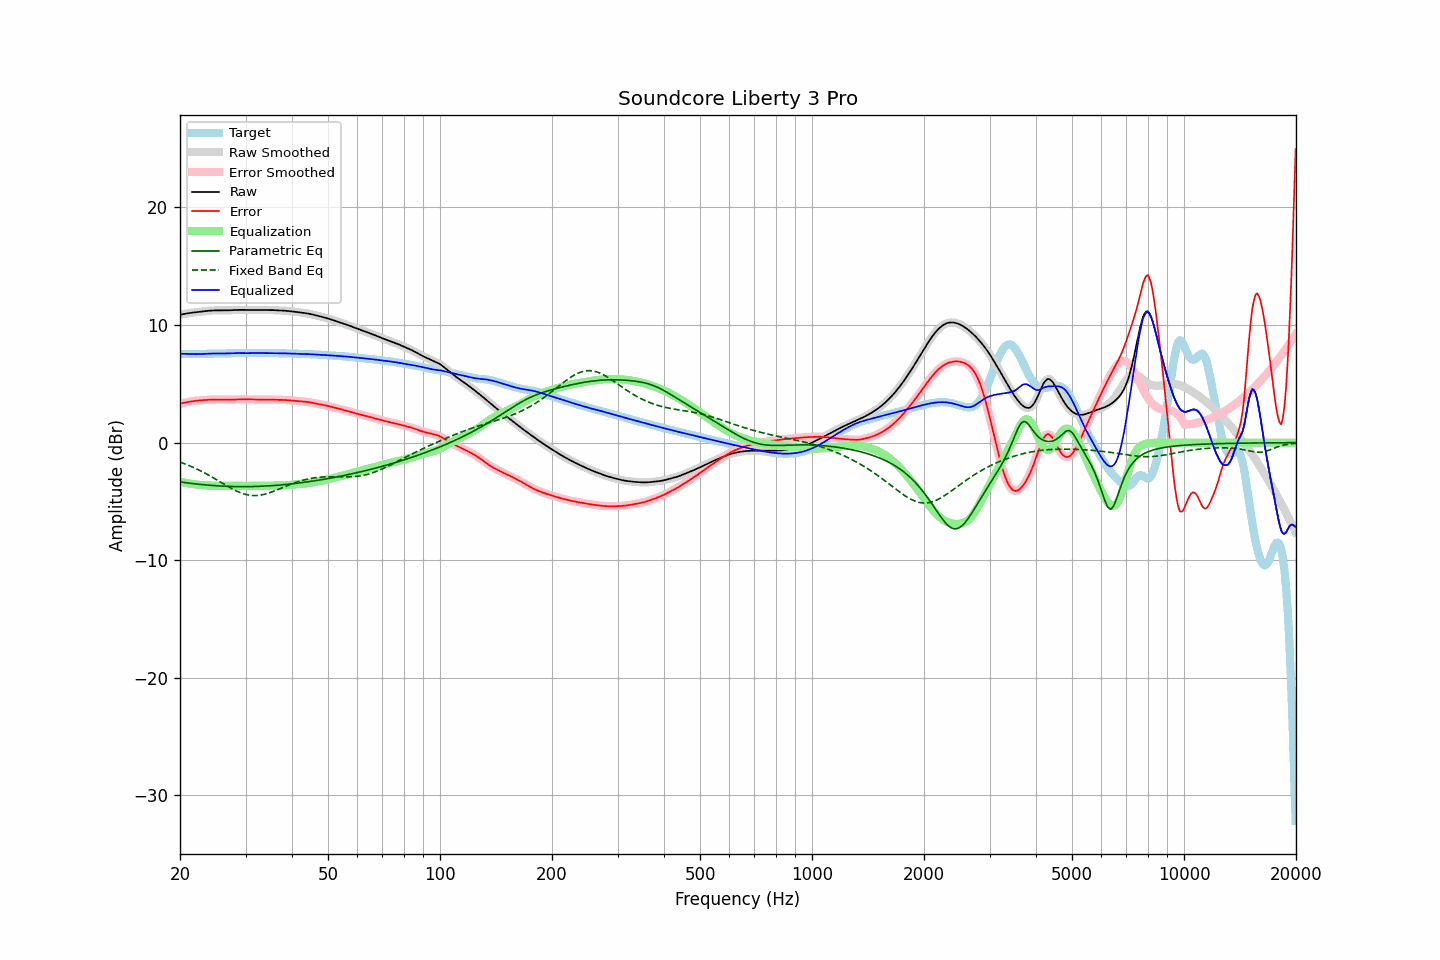 Soundcore Liberty 3 Pro
Target
Raw Smoothed
Error Smoothed
Raw
Error
Equalization
Parametric Eq
Fixed Band Eq
Equalized
Amplitude (dBr)
20
10
0
−10
−20
−30
20 50 100 200 500 1000 2000 5000 10000 20000
Frequency (Hz)